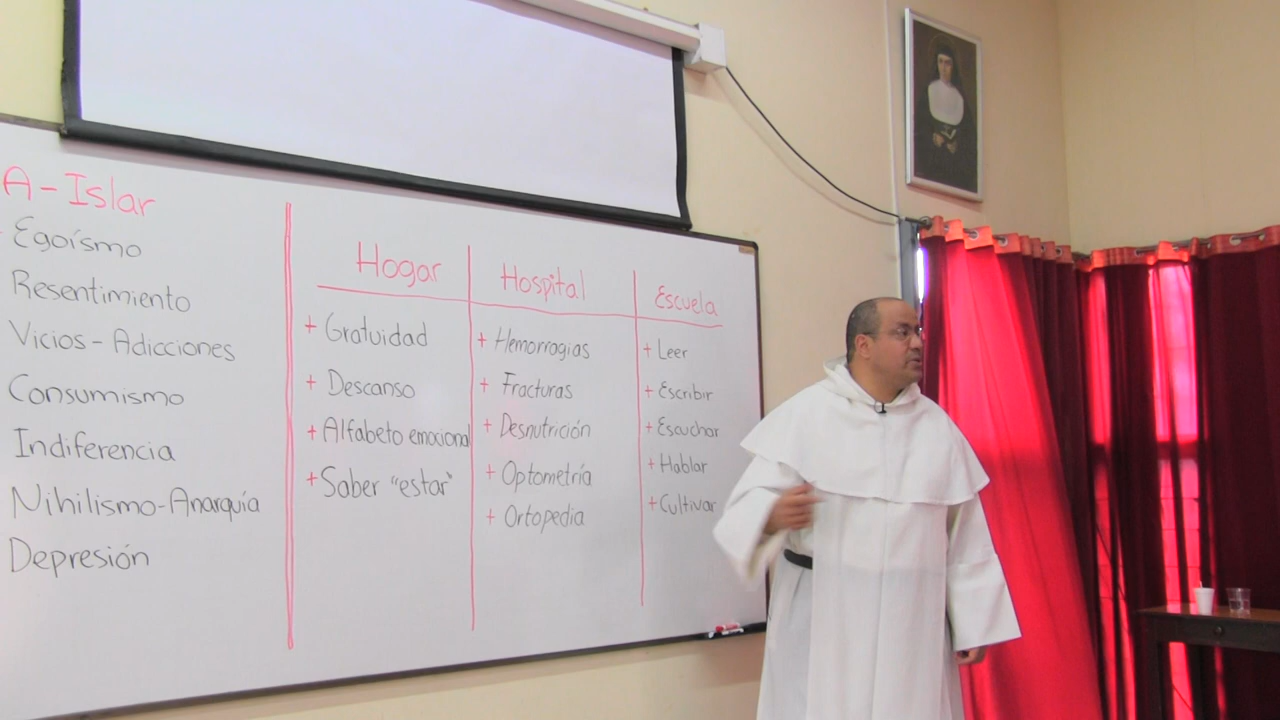 A-Islar
Egoísmo
Resentimiento
Vicios-Adicciones
Consumismo
Indiferencia
Nihilismo-Anarquía
Depresión
Hogar
+ Gratuidad
+ Descanso
+ Alfabeto emocional
+ Saber "estar"
Hospital
+ Hemorragias
+ Fracturas
+ Desnutrición
+ Optometría
+ Ortopedia
Escuela
+ Leer
+ Escribir
+ Escuchar
+ Hablar
+ Cultivar